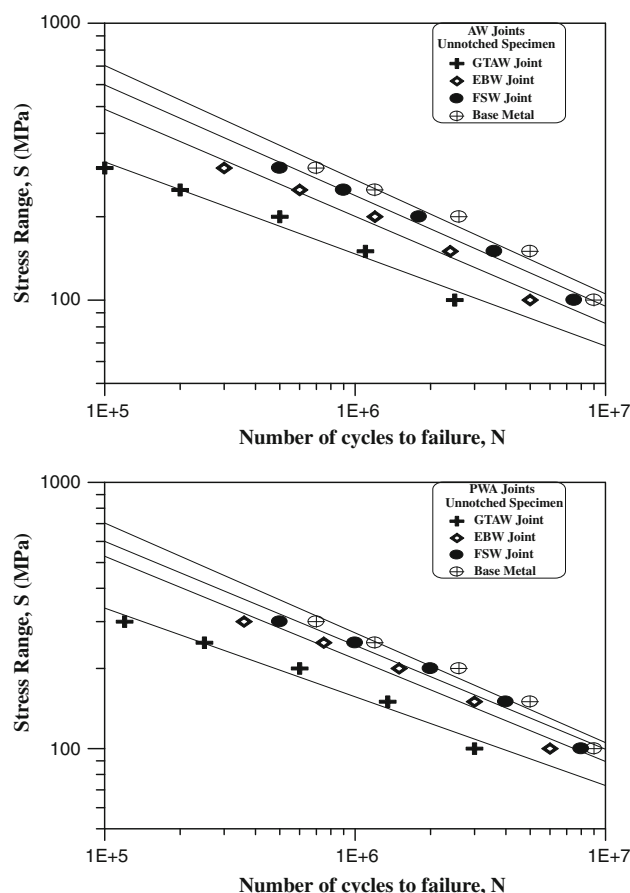 1000
AW Joints
Unnotched Specimen
GTAW Joint
EBW Joint
FSW Joint
Base Metal
Stress Range, S (MPa)
100
1E+5
1E+6
1E+7
Number of cycles to failure, N
1000
PWA Joints
Unnotched Specimen
GTAW Joint
EBW Joint
FSW Joint
Base Metal
Stress Range, S (MPa)
100
1E+5
1E+6
1E+7
Number of cycles to failure, N